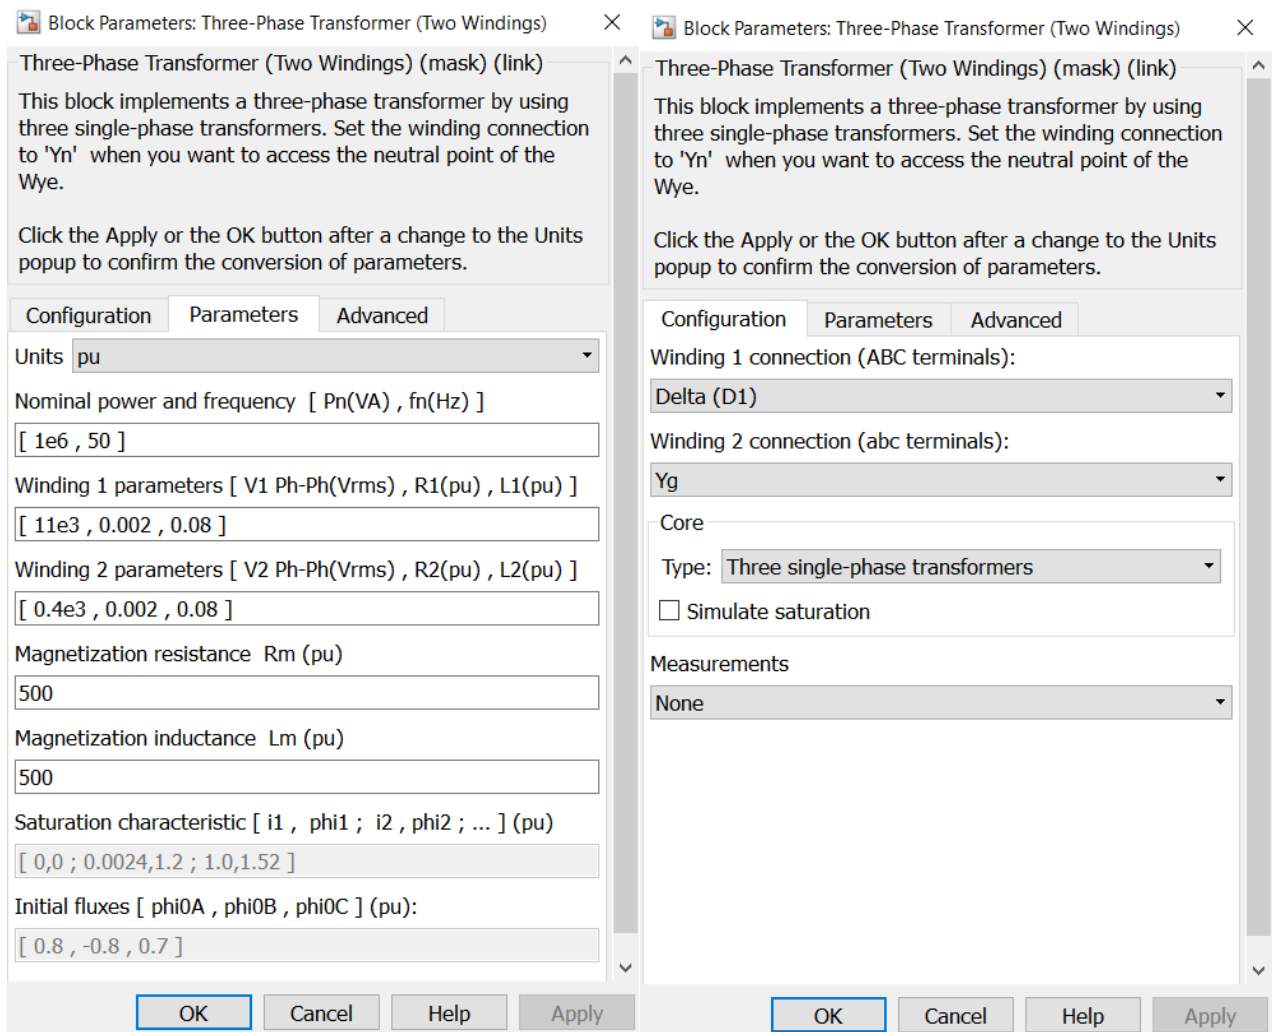 Block Parameters: Three-Phase Transformer (Two Windings)
Three-Phase Transformer (Two Windings) (mask) (link)
This block implements a three-phase transformer by using
three single-phase transformers. Set the winding connection
to 'Yn'  when you want to access the neutral point of the
Wye.
Click the Apply or the OK button after a change to the Units
popup to confirm the conversion of parameters.
Configuration Parameters Advanced
Units pu
Nominal power and frequency  [ Pn(VA) , fn(Hz) ]
[ 1e6 , 50 ]
Winding 1 parameters [ V1 Ph-Ph(Vrms) , R1(pu) , L1(pu) ]
[ 11e3 , 0.002 , 0.08 ]
Winding 2 parameters [ V2 Ph-Ph(Vrms) , R2(pu) , L2(pu) ]
[ 0.4e3 , 0.002 , 0.08 ]
Magnetization resistance  Rm (pu)
500
Magnetization inductance  Lm (pu)
500
Saturation characteristic [ i1 ,  phi1 ;  i2 , phi2 ; ... ] (pu)
[ 0,0 ; 0.0024,1.2 ; 1.0,1.52 ]
Initial fluxes [ phi0A , phi0B , phi0C ] (pu):
[ 0.8 , -0.8 , 0.7 ]
OK Cancel Help Apply
Block Parameters: Three-Phase Transformer (Two Windings)
Three-Phase Transformer (Two Windings) (mask) (link)
This block implements a three-phase transformer by using
three single-phase transformers. Set the winding connection
to 'Yn'  when you want to access the neutral point of the
Wye.
Click the Apply or the OK button after a change to the Units
popup to confirm the conversion of parameters.
Configuration Parameters Advanced
Winding 1 connection (ABC terminals):
Delta (D1)
Winding 2 connection (abc terminals):
Yg
Core
Type: Three single-phase transformers
Simulate saturation
Measurements
None
OK Cancel Help Apply